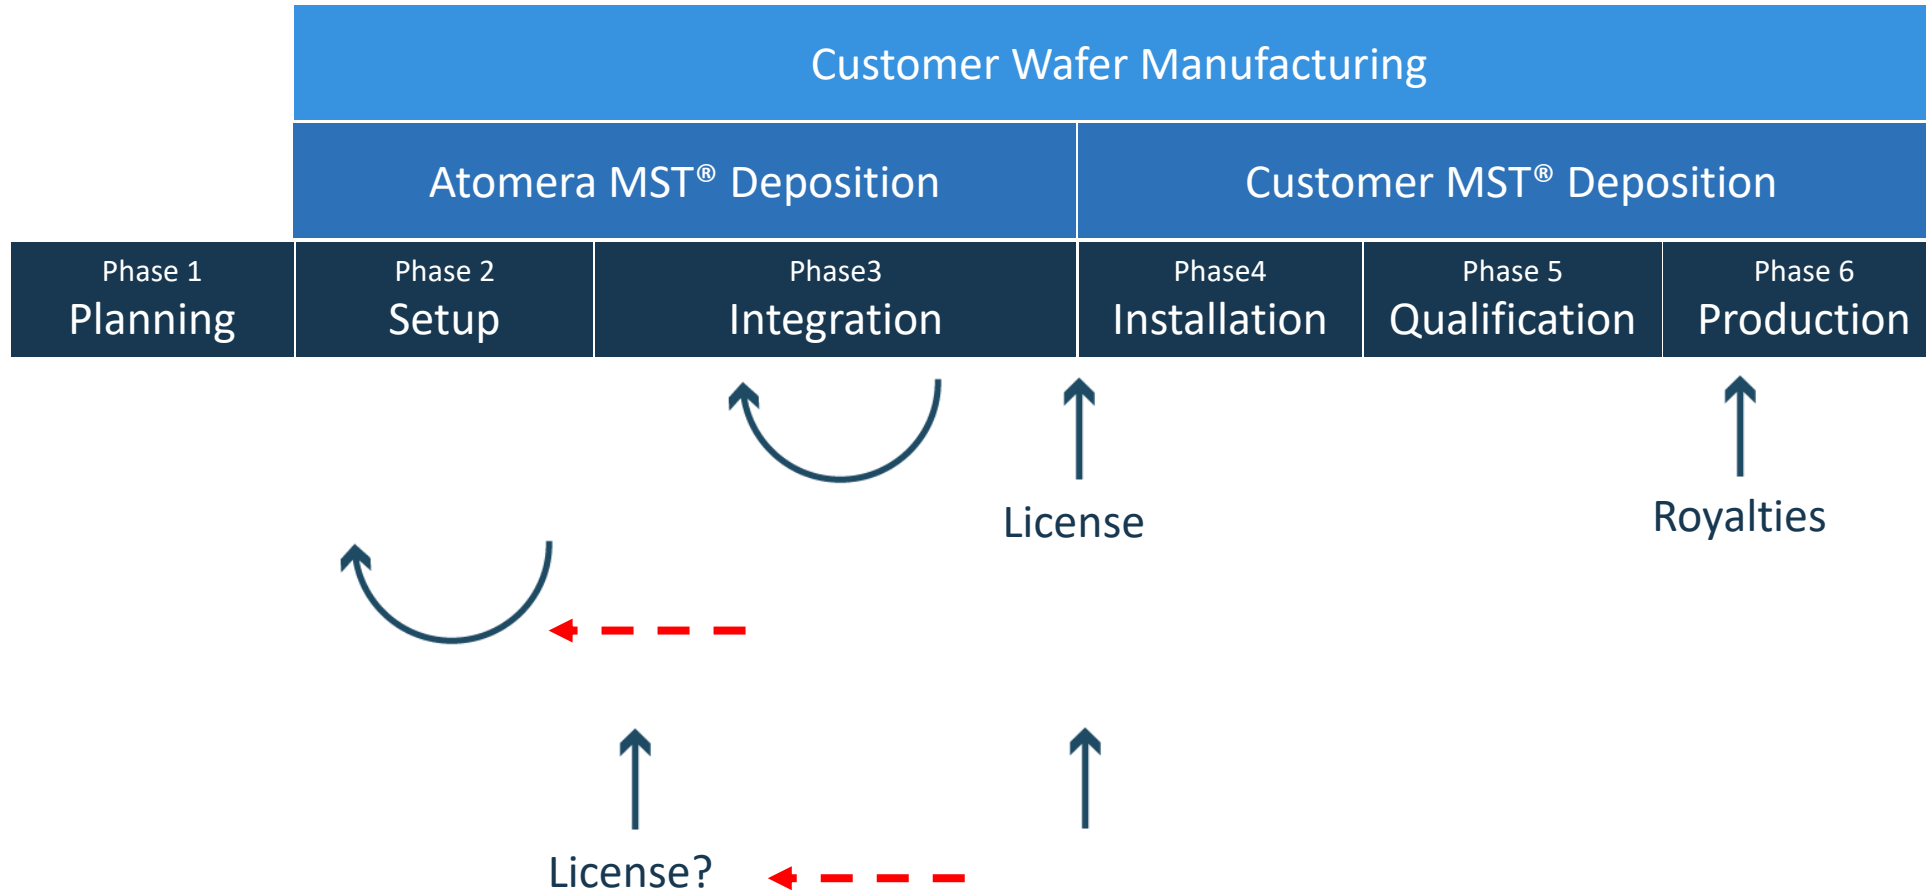 Customer Wafer Manufacturing
Atomera MST® Deposition
Customer MST® Deposition
Phase 1
Planning
Phase 2
Setup
Phase3
Integration
Phase4
Installation
Phase 5
Qualification
Phase 6
Production
License
Royalties
License?